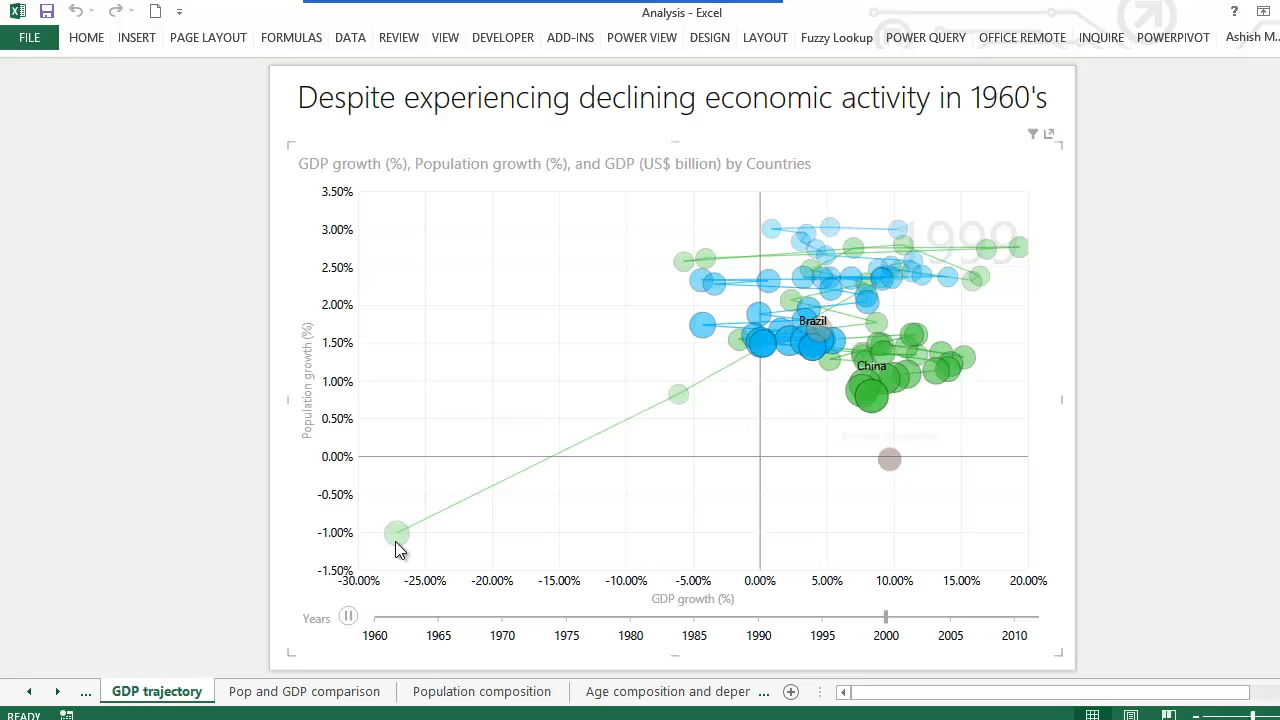 Analysis - Excel
?
FILE HOME INSERT PAGE LAYOUT FORMULAS DATA REVIEW VIEW DEVELOPER ADD-INS POWER VIEW DESIGN LAYOUT Fuzzy Lookup POWER QUERY OFFICE REMOTE INQUIRE POWERPIVOT Ashish M...
Despite experiencing declining economic activity in 1960's
GDP growth (%), Population growth (%), and GDP (US$ billion) by Countries
1999
3.50%
3.00%
2.50%
2.00%
1.50%
1.00%
0.50%
0.00%
-0.50%
-1.00%
-1.50%
Population growth (%)
Brazil
China
-30.00% -25.00% -20.00% -15.00% -10.00% -5.00% 0.00% 5.00% 10.00% 15.00% 20.00%
GDP growth (%)
Years
1960 1965 1970 1975 1980 1985 1990 1995 2000 2005 2010
... GDP trajectory Pop and GDP comparison Population composition Age composition and deper ...
READY